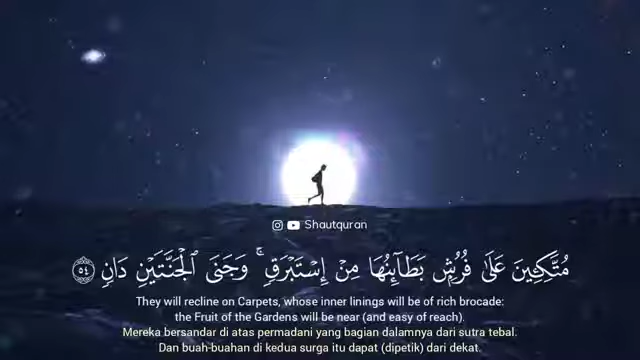 Shautquran
مُتَّكِـِٔينَ عَلَىٰ فُرُشٍۭ بَطَآئِنُهَا مِنْ إِسْتَبْرَقٍ ۚ وَجَنَى ٱلْجَنَّتَيْنِ دَانٍ ٥٤
They will recline on Carpets, whose inner linings will be of rich brocade:
the Fruit of the Gardens will be near (and easy of reach).
Mereka bersandar di atas permadani yang bagian dalamnya dari sutra tebal.
Dan buah-buahan di kedua surga itu dapat (dipetik) dari dekat.